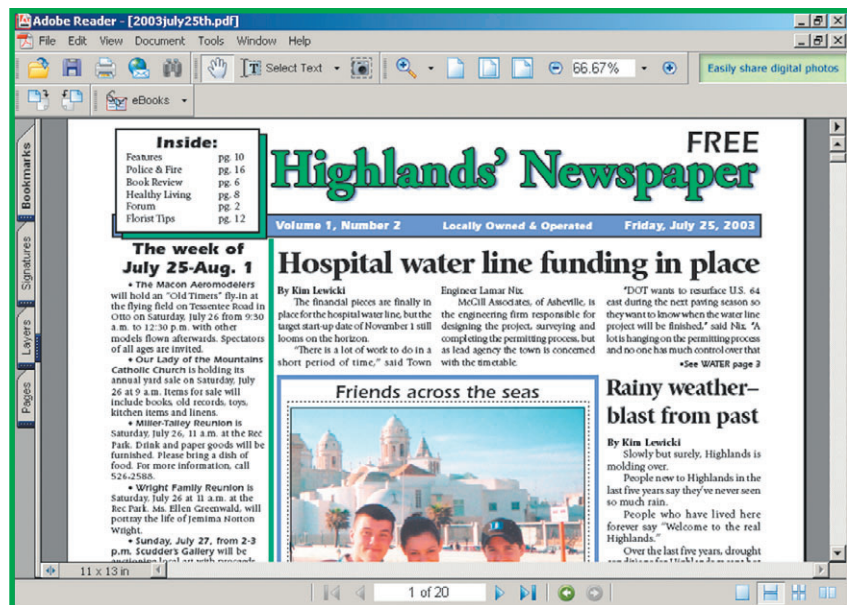 Adobe Reader - [2003july25th.pdf]
File Edit View Document Tools Window Help
Select Text
66.67%
Easily share digital photos
eBooks
Bookmarks
Signatures
Layers
Pages
Inside:
Features pg. 10
Police & Fire pg. 16
Book Review pg. 6
Healthy Living pg. 8
Forum pg. 2
Florist Tips pg. 12
FREE
Highlands' Newspaper
Volume 1, Number 2 Locally Owned & Operated Friday, July 25, 2003
The week of
July 25-Aug. 1
• The Macon Aeromodelers
will hold an "Old Timers" fly-in at
the flying field on Tessentee Road in
Otto on Saturday, July 26 from 9:30
a.m. to 12:30 p.m. with other
models flown afterwards. Spectators
of all ages are invited.
• Our Lady of the Mountains
Catholic Church is holding its
annual yard sale on Saturday, July
26 at 9 a.m. Items for sale will
include books, old records, toys,
kitchen items and linens.
• Miller-Talley Reunion is
Saturday, July 26, 11 a.m. at the Rec
Park. Drink and paper goods will be
furnished. Please bring a dish of
food. For more information, call
526-2588.
• Wright Family Reunion is
Saturday, July 26 at 11 a.m. at the
Rec Park. Ms. Ellen Greenwald, will
portray the life of Jemima Norton
Wright.
• Sunday, July 27, from 2-3
p.m. Scudder's Gallery will be
auctioning local art with proceeds
Hospital water line funding in place
By Kim Lewicki
The financial pieces are finally in
place for the hospital water line, but the
target start-up date of November 1 still
looms on the horizon.
"There is a lot of work to do in a
short period of time," said Town
Engineer Lamar Nix.
McGill Associates, of Asheville, is
the engineering firm responsible for
designing the project, surveying and
completing the permitting process, but
as lead agency the town is concerned
with the timetable.
"DOT wants to resurface U.S. 64
east during the next paving season so
they want to know when the water line
project will be finished," said Nix. "A
lot is hanging on the permitting process
and no one has much control over that
•See WATER page 3
Friends across the seas
Rainy weather–
blast from past
By Kim Lewicki
Slowly but surely, Highlands is
molding over.
People new to Highlands in the
last five years say they've never seen
so much rain.
People who have lived here
forever say "Welcome to the real
Highlands."
Over the last five years, drought
conditions for Highlands meant
11 x 13 in
1 of 20